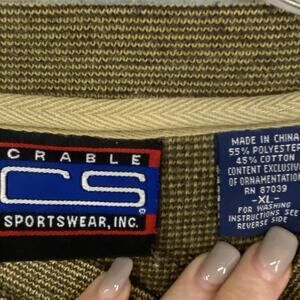 CRABLE
CS®
SPORTSWEAR, INC.
MADE IN CHINA
55% POLYESTER
45% COTTON
CONTENT EXCLUSIVE
OF ORNAMENTATION
RN 87039
-XL-
FOR WASHING
INSTRUCTIONS SEE
REVERSE SIDE